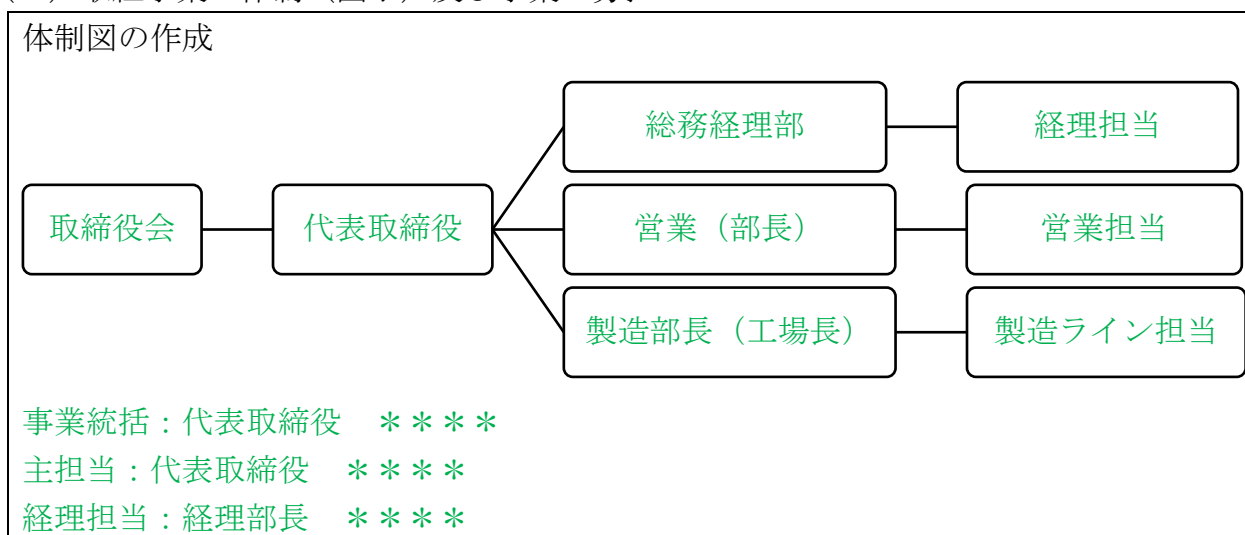 体制図の作成
総務経理部 経理担当
取締役会 代表取締役 営業（部長） 営業担当
製造部長（工場長） 製造ライン担当
事業統括：代表取締役　＊＊＊＊
主担当：代表取締役　＊＊＊＊
経理担当：経理部長　＊＊＊＊